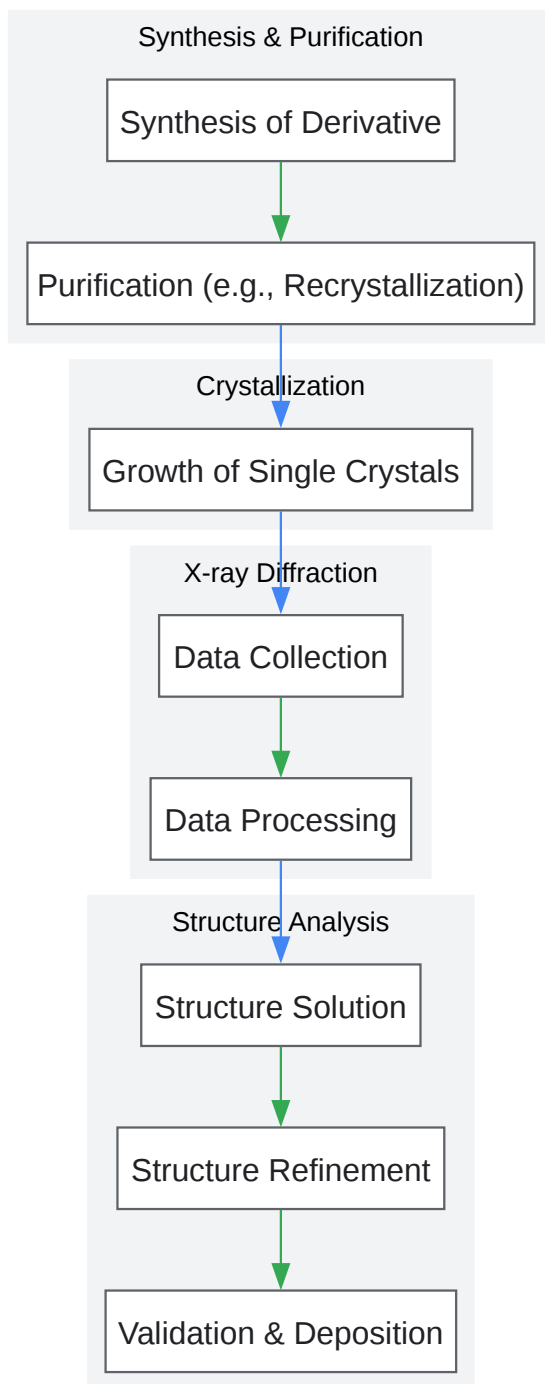 Synthesis & Purification
Synthesis of Derivative
Purification (e.g., Recrystallization)
Crystallization
Growth of Single Crystals
X-ray Diffraction
Data Collection
Data Processing
Structure Analysis
Structure Solution
Structure Refinement
Validation & Deposition